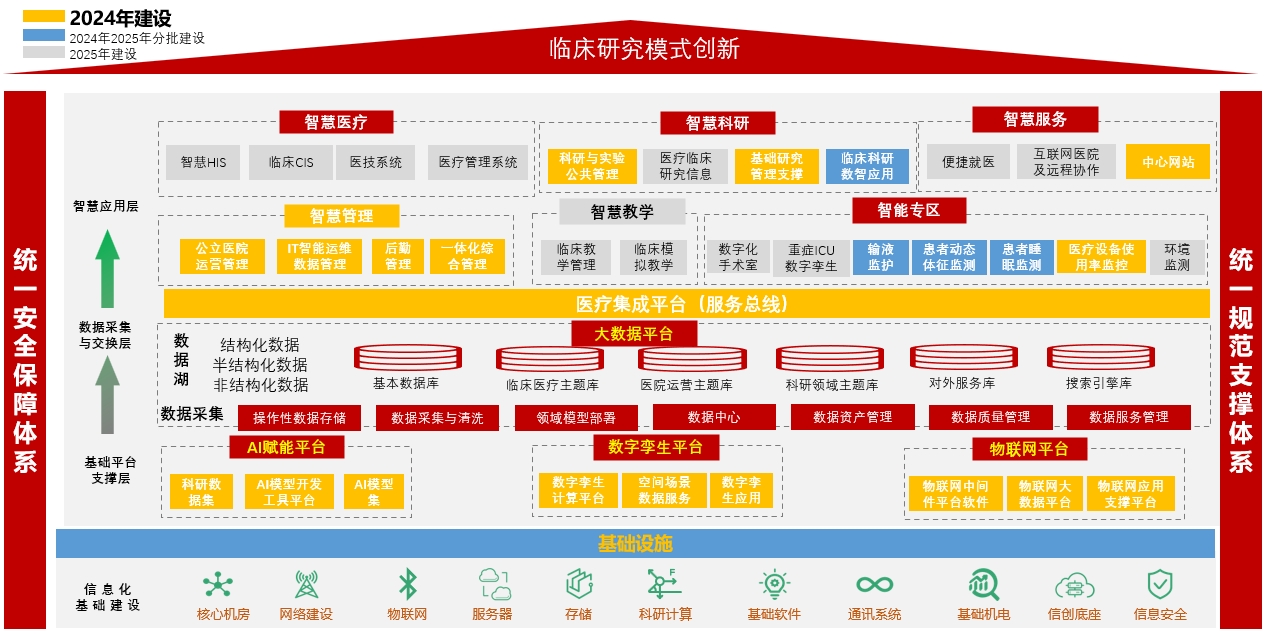 2024年建设
2024年2025年分批建设
2025年建设
临床研究模式创新
统一安全保障体系
统一规范支撑体系
智慧应用层
智慧医疗
智慧HIS
临床CIS
医技系统
医疗管理系统
智慧科研
科研与实验
公共管理
医疗临床
研究信息
基础研究
管理支撑
临床科研
数智应用
智慧服务
便捷就医
互联网医院
及远程协作
中心网站
智慧管理
公立医院
运营管理
IT智能运维
数据管理
后勤
管理
一体化综
合管理
智慧教学
临床教
学管理
临床模
拟教学
智能专区
数字化
手术室
重症ICU
数字孪生
输液
监护
患者动态
体征监测
患者睡
眠监测
医疗设备使
用率监控
环境
监测
医疗集成平台（服务总线）
数据采集
与交换层
大数据平台
数据湖
结构化数据
半结构化数据
非结构化数据
基本数据库
临床医疗主题库
医院运营主题库
科研领域主题库
对外服务库
搜索引擎库
数据采集
操作性数据存储
数据采集与清洗
领域模型部署
数据中心
数据资产管理
数据质量管理
数据服务管理
基础平台
支撑层
AI赋能平台
科研数
据集
AI模型开发
工具平台
AI模型
集
数字孪生平台
数字孪生
计算平台
空间场景
数据服务
数字孪
生应用
物联网平台
物联网中间
件平台软件
物联网大
数据平台
物联网应用
支撑平台
基础设施
信息化
基础建设
核心机房
网络建设
物联网
服务器
存储
F
科研计算
基础软件
通讯系统
基础机电
信创底座
信息安全